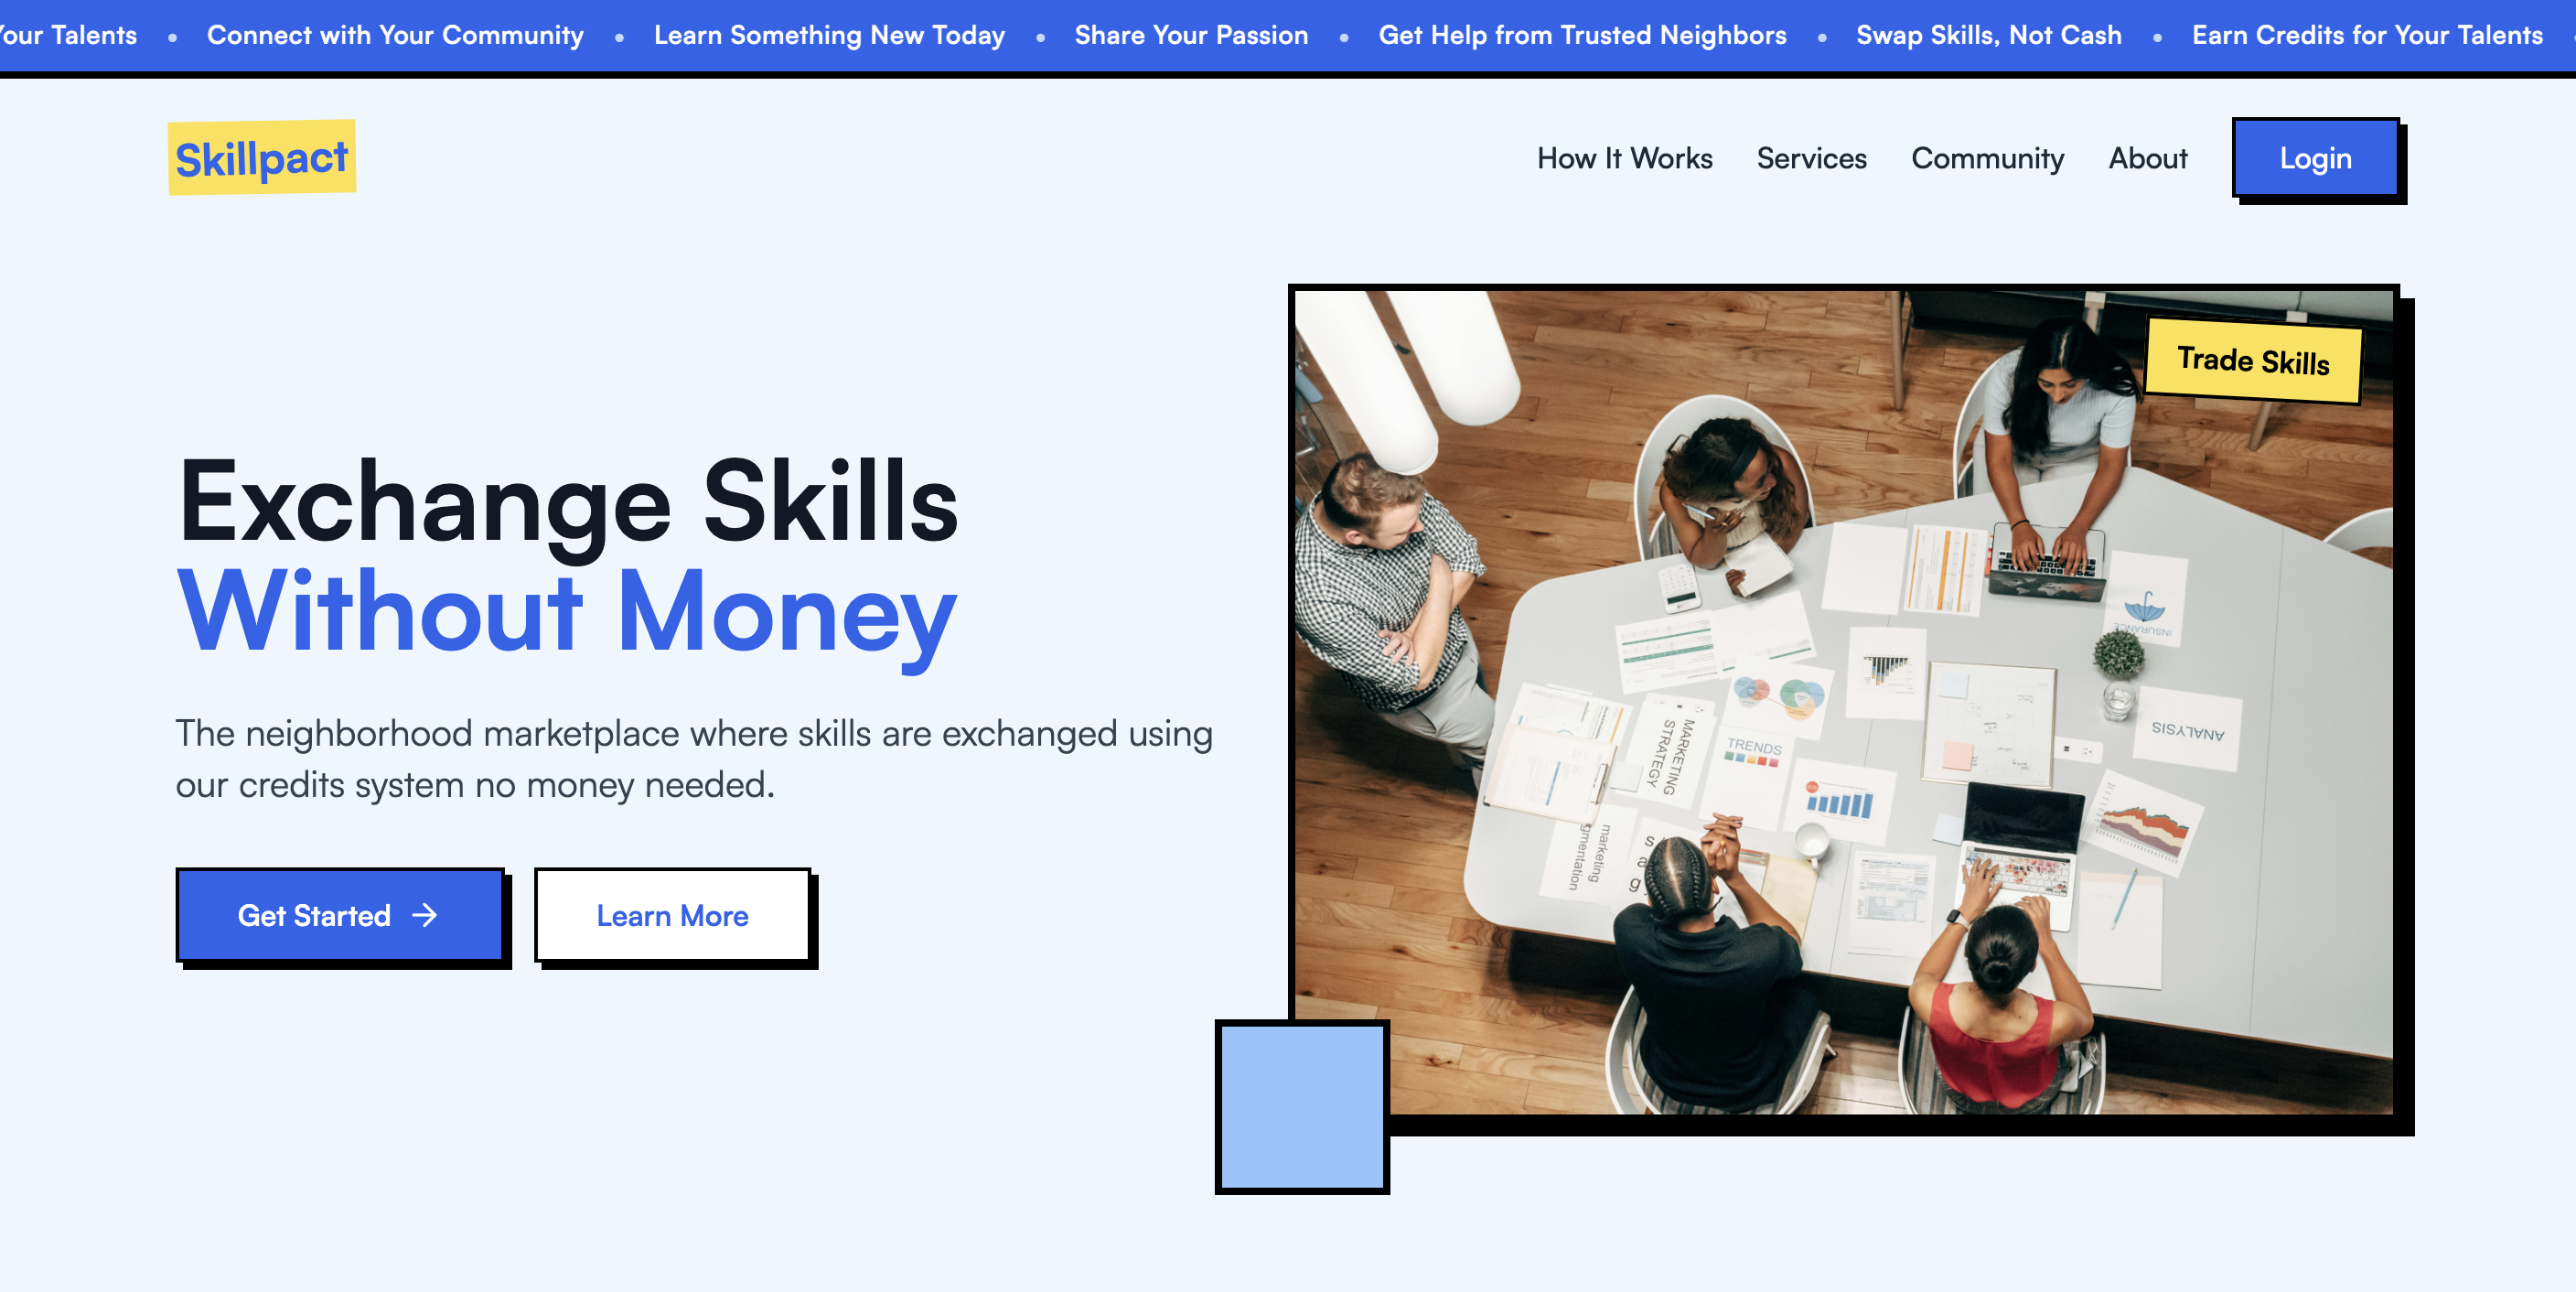 Your Talents • Connect with Your Community • Learn Something New Today • Share Your Passion • Get Help from Trusted Neighbors • Swap Skills, Not Cash • Earn Credits for Your Talents
Skillpact
How It Works Services Community About Login
Trade Skills
Exchange Skills
Without Money
The neighborhood marketplace where skills are exchanged using
our credits system no money needed.
Get Started →
Learn More
INSURANCE
ANALYSIS
MARKETING
STRATEGY
TRENDS
marketing